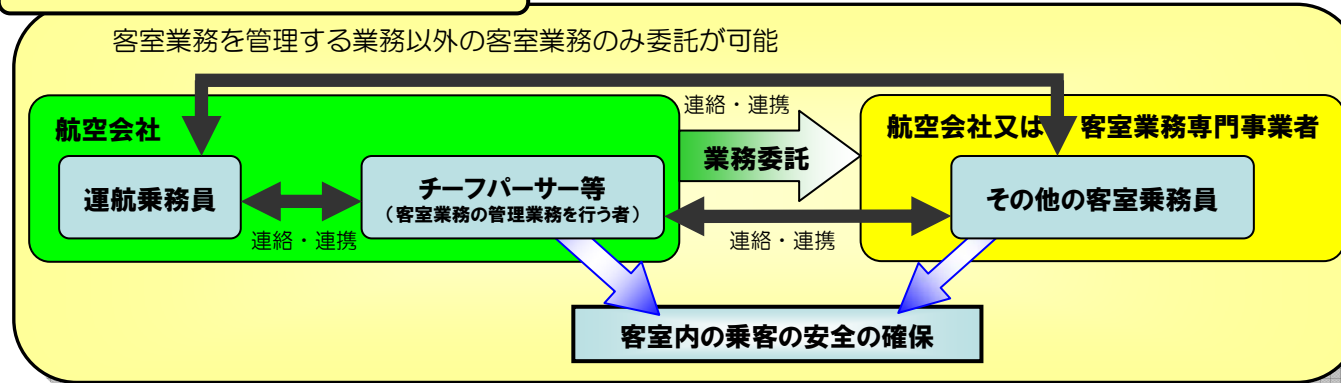 客室業務を管理する業務以外の客室業務のみ委託が可能
連絡・連携
航空会社
航空会社又は 客室業務専門事業者
業務委託
運航乗務員
チーフパーサー等
(客室業務の管理業務を行う者)
その他の客室乗務員
連絡・連携
連絡・連携
客室内の乗客の安全の確保